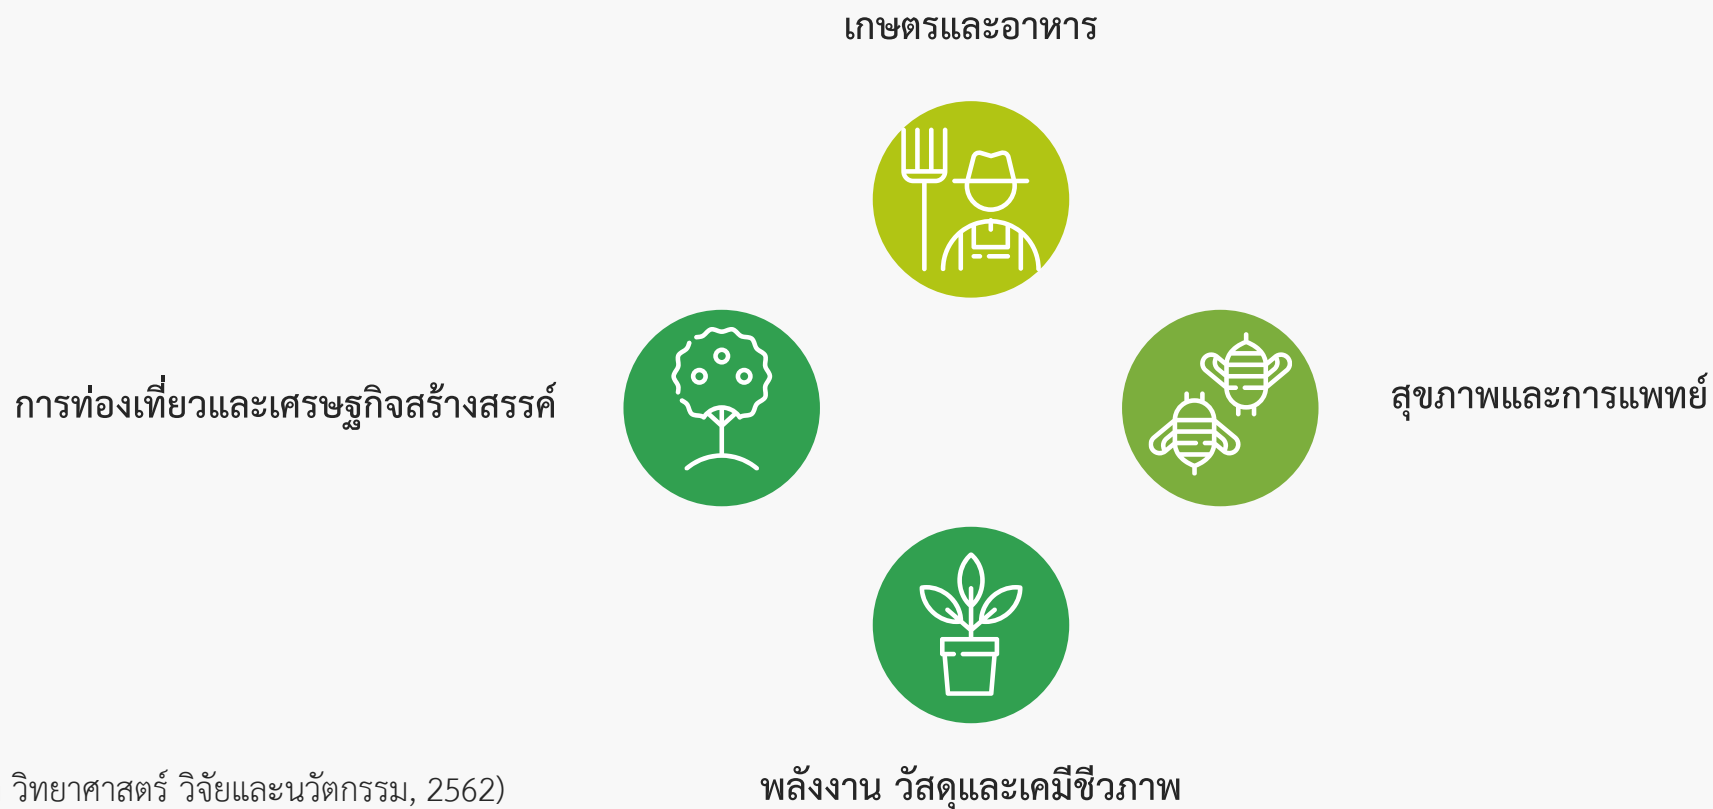 เกษตรและอาหาร
การท่องเที่ยวและเศรษฐกิจสร้างสรรค์
สุขภาพและการแพทย์
วิทยาศาสตร์ วิจัยและนวัตกรรม, 2562)
พลังงาน วัสดุและเคมีชีวภาพ